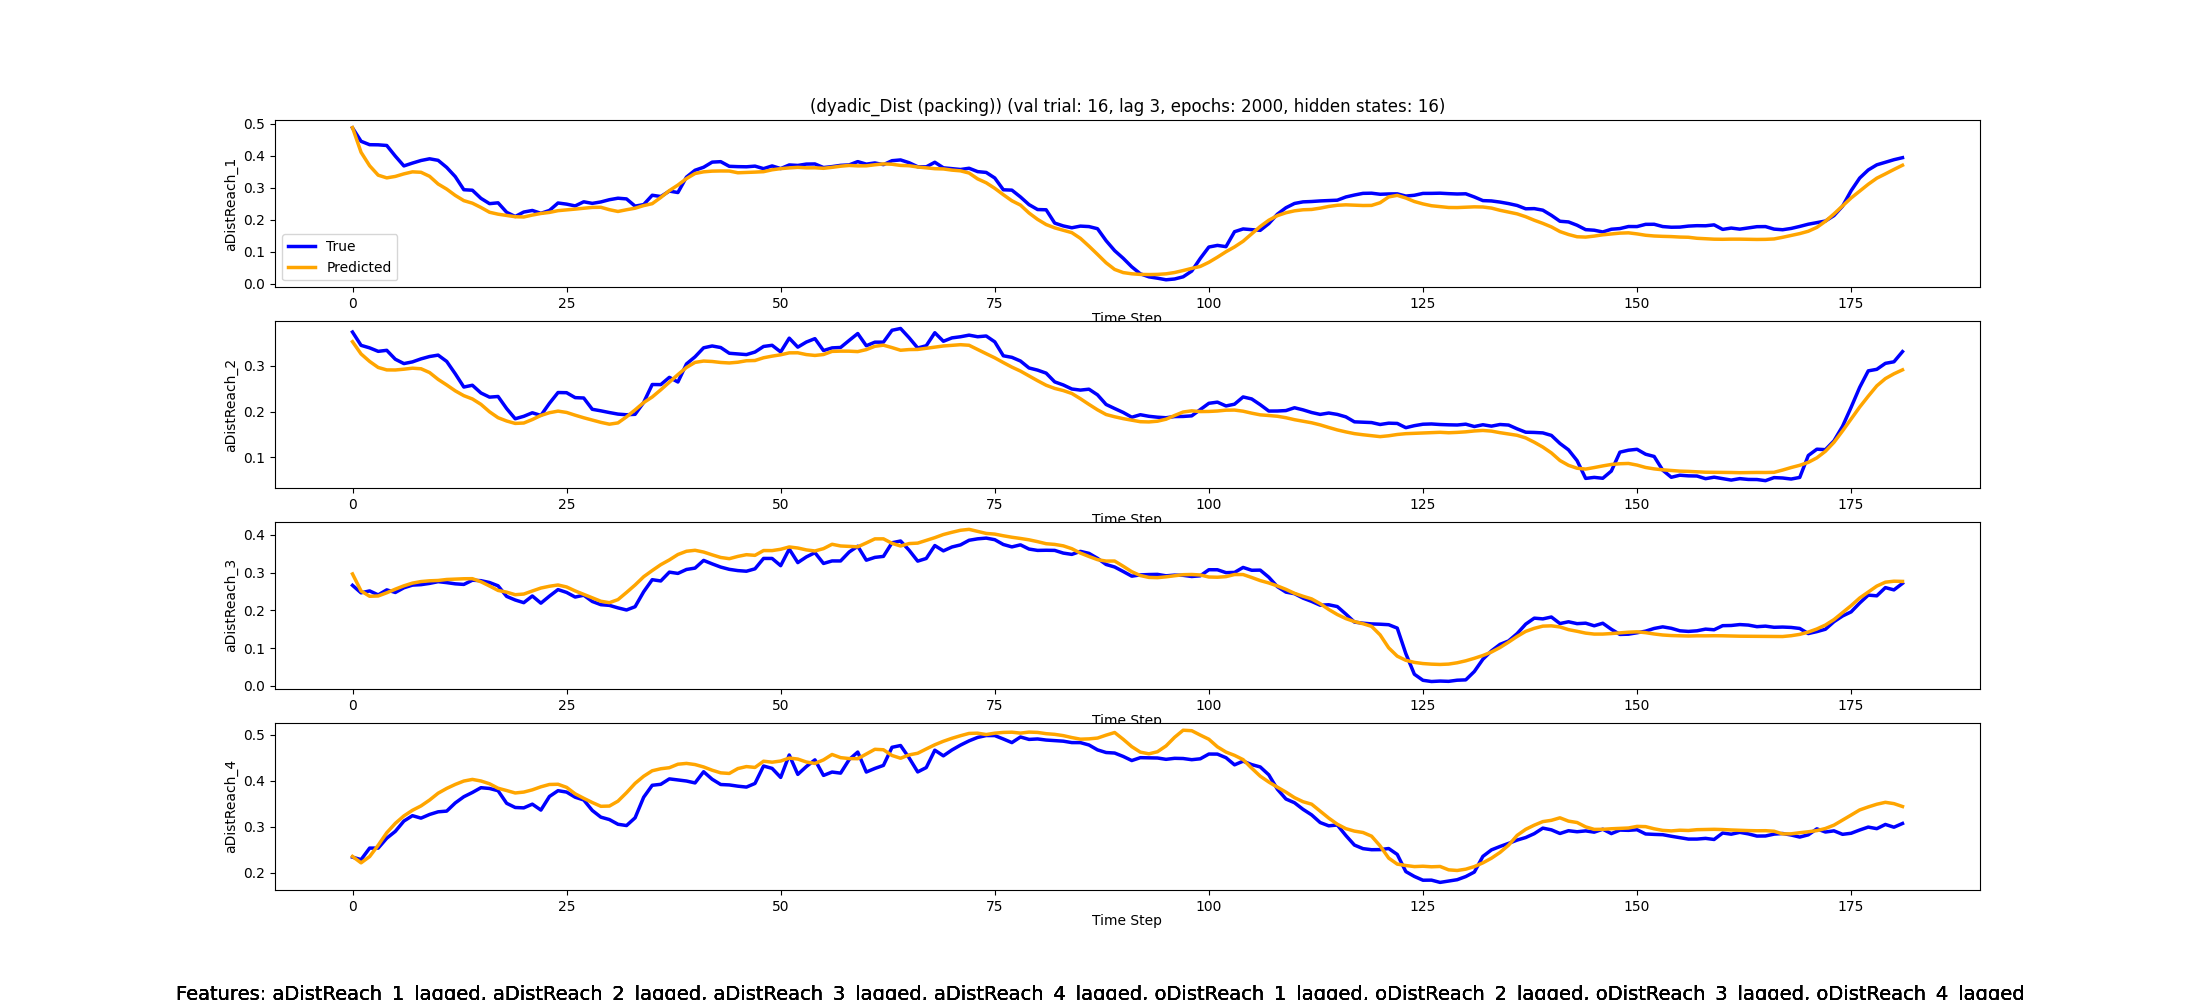 (dyadic_Dist (packing)) (val trial: 16, lag 3, epochs: 2000, hidden states: 16)
aDistReach_1
0.5
0.4
0.3
0.2
0.1
0.0
True
Predicted
0 25 50 75 100 125 150 175
Time Step
aDistReach_2
0.3
0.2
0.1
0 25 50 75 100 125 150 175
Time Step
aDistReach_3
0.4
0.3
0.2
0.1
0.0
0 25 50 75 100 125 150 175
Time Step
aDistReach_4
0.5
0.4
0.3
0.2
0 25 50 75 100 125 150 175
Time Step
Features: aDistReach_1_lagged, aDistReach_2_lagged, aDistReach_3_lagged, aDistReach_4_lagged, oDistReach_1_lagged, oDistReach_2_lagged, oDistReach_3_lagged, oDistReach_4_lagged